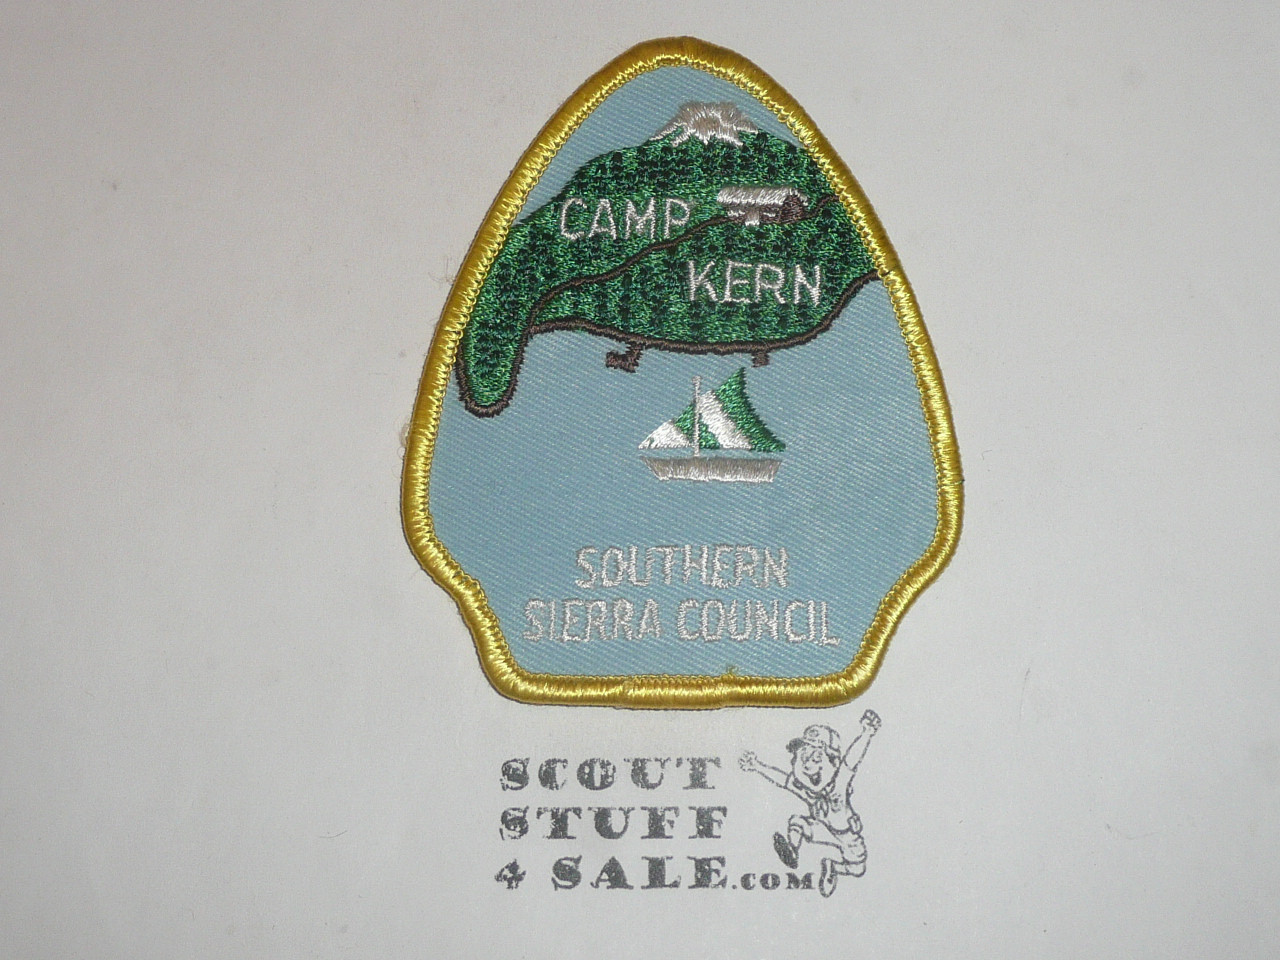 CAMP
KERN
SOUTHERN
SIERRA COUNCIL
SCOUT
STUFF
4 SALE.COM